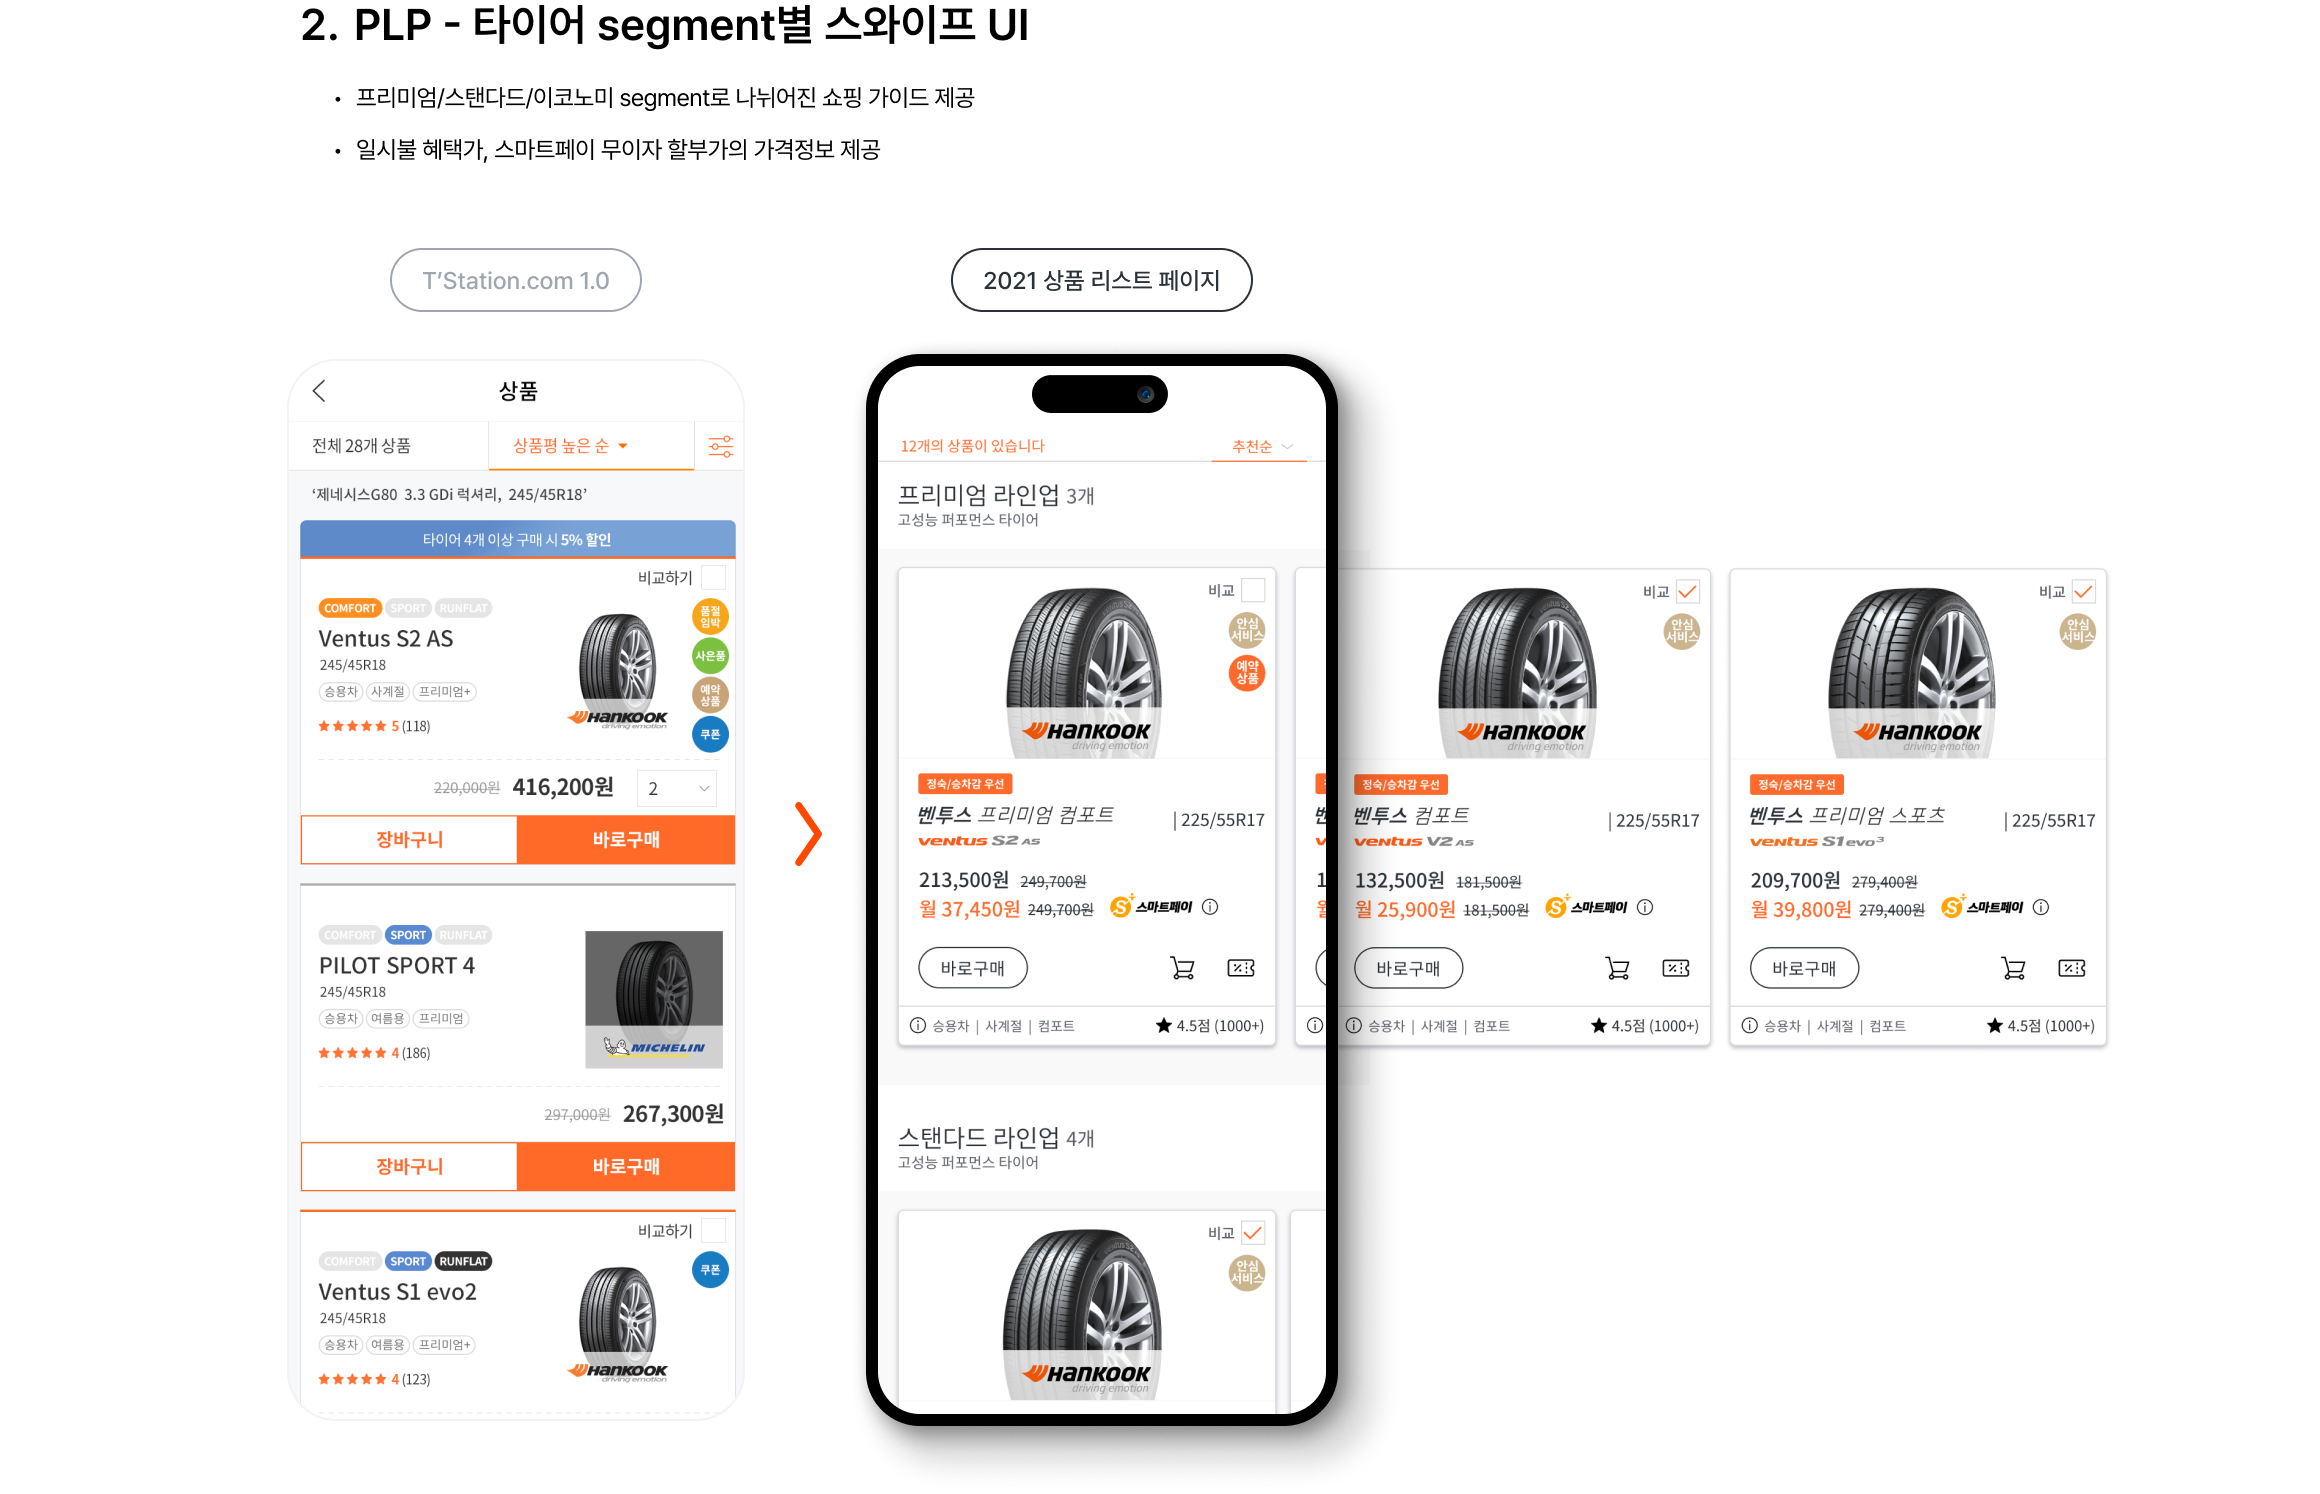 2. PLP - 타이어 segment별 스와이프 UI
• 프리미엄/스탠다드/이코노미 segment로 나뉘어진 쇼핑 가이드 제공
• 일시불 혜택가, 스마트페이 무이자 할부가의 가격정보 제공
T'Station.com 1.0
상품
전체 28개 상품
상품평 높은 순
‘제네시스G80 3.3 GDi 럭셔리, 245/45R18’
타이어 4개 이상 구매 시 5% 할인
비교하기
COMFORT SPORT RUNFLAT
품절
임박
Ventus S2 AS
사은품
245/45R18
승용차 사계절 프리미엄+
예약
상품
HANKOOK
driving emotion
5 (118)
쿠폰
220,000원 416,200원 2
장바구니 바로구매
COMFORT SPORT RUNFLAT
PILOT SPORT 4
245/45R18
승용차 여름용 프리미엄
MICHELIN
4 (186)
297,000원 267,300원
장바구니 바로구매
비교하기
COMFORT SPORT RUNFLAT
쿠폰
Ventus S1 evo2
245/45R18
승용차 여름용 프리미엄+
HANKOOK
driving emotion
4 (123)
2021 상품 리스트 페이지
12개의 상품이 있습니다 추천순
프리미엄 라인업 3개
고성능 퍼포먼스 타이어
비교
안심
서비스
예약
상품
HANKOOK
driving emotion
정숙/승차감 우선
벤투스 프리미엄 컴포트 | 225/55R17
ventus S2 AS
213,500원 249,700원
월 37,450원 249,700원 스마트페이
바로구매
승용차 | 사계절 | 컴포트 4.5점 (1000+)
비교
안심
서비스
HANKOOK
driving emotion
정숙/승차감 우선
벤투스 컴포트 | 225/55R17
ventus V2 AS
132,500원 181,500원
월 25,900원 181,500원 스마트페이
바로구매
승용차 | 사계절 | 컴포트 4.5점 (1000+)
비교
안심
서비스
HANKOOK
driving emotion
정숙/승차감 우선
벤투스 프리미엄 스포츠 | 225/55R17
ventus S1 evo³
209,700원 279,400원
월 39,800원 279,400원 스마트페이
바로구매
승용차 | 사계절 | 컴포트 4.5점 (1000+)
스탠다드 라인업 4개
고성능 퍼포먼스 타이어
비교
안심
서비스
HANKOOK
driving emotion